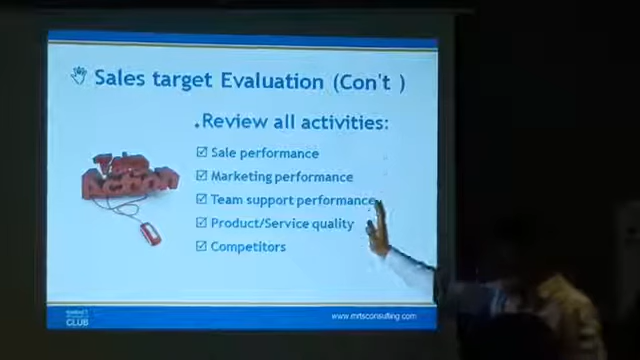 Sales target Evaluation (Con't )
Review all activities:
Sale performance
Marketing performance
Team support performance
Product/Service quality
Competitors
Take
Action
CLUB
www.mrtsconsulting.com